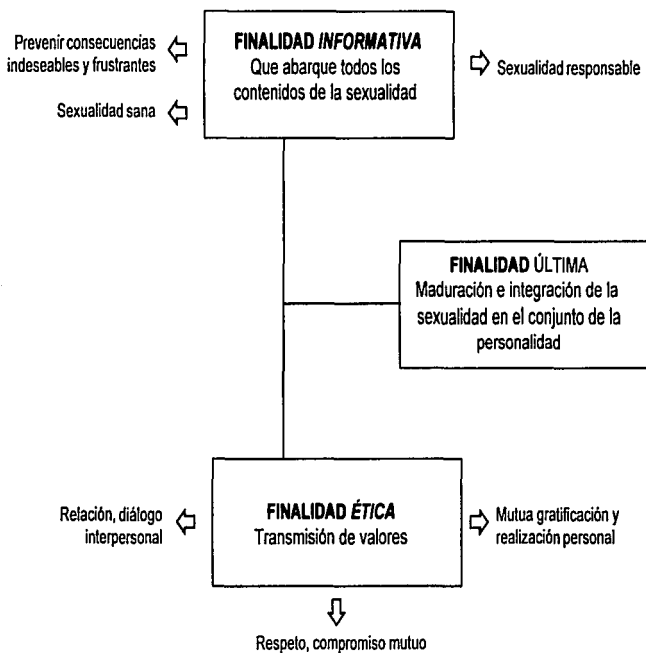 Prevenir consecuencias
indeseables y frustrantes
Sexualidad sana
FINALIDAD INFORMATIVA
Que abarque todos los
contenidos de la sexualidad
Sexualidad responsable
FINALIDAD ÚLTIMA
Maduración e integración de la
sexualidad en el conjunto de la
personalidad
Relación, diálogo
interpersonal
FINALIDAD ÉTICA
Transmisión de valores
Mutua gratificación y
realización personal
Respeto, compromiso mutuo